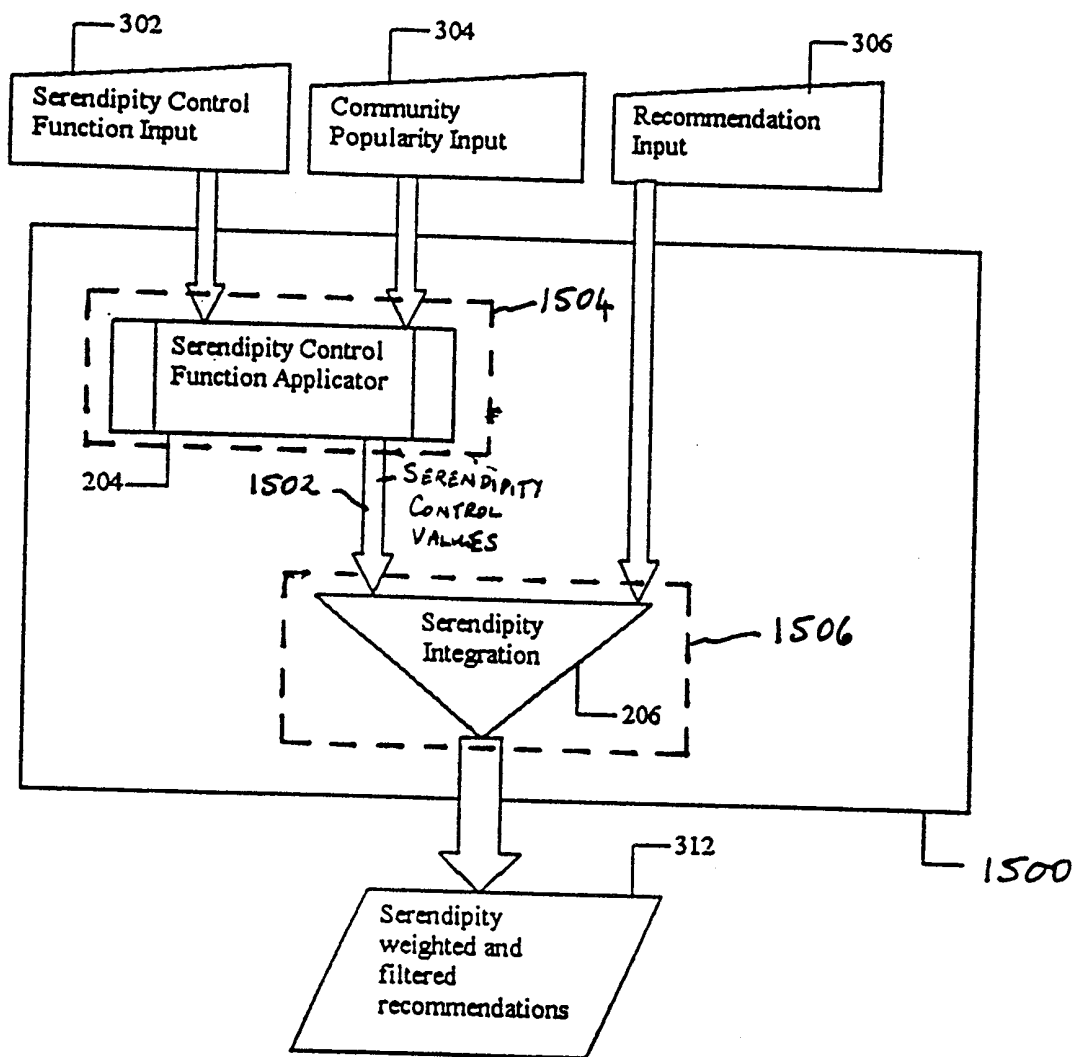 302
304
306
Serendipity Control
Function Input
Community
Popularity Input
Recommendation
Input
1504
Serendipity Control
Function Applicator
204
1502
SERENDIPITY
CONTROL
VALUES
Serendipity
Integration
1506
206
312
1500
Serendipity
weighted and
filtered
recommendations